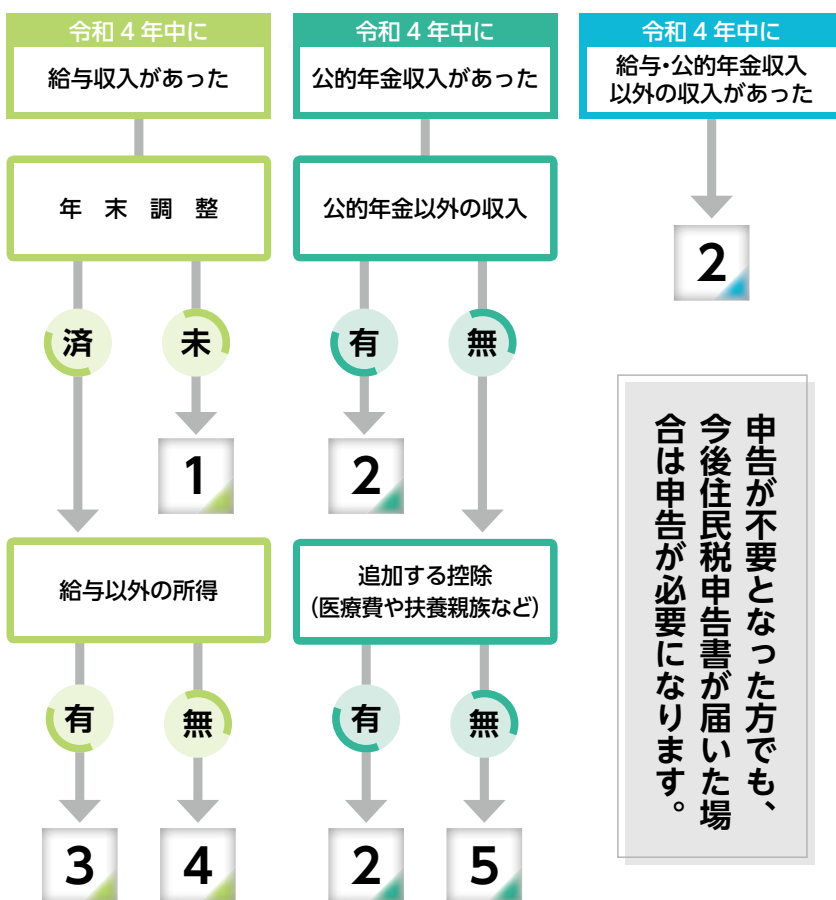 令和4年中に
給与収入があった
年末調整
済
未
1
給与以外の所得
有
無
3
4
令和4年中に
公的年金収入があった
公的年金以外の収入
有
無
2
追加する控除
(医療費や扶養親族など)
有
無
2
5
令和4年中に
給与・公的年金収入
以外の収入があった
2
申告が不要となった方でも、
今後住民税申告書が届いた場
合は申告が必要になります。